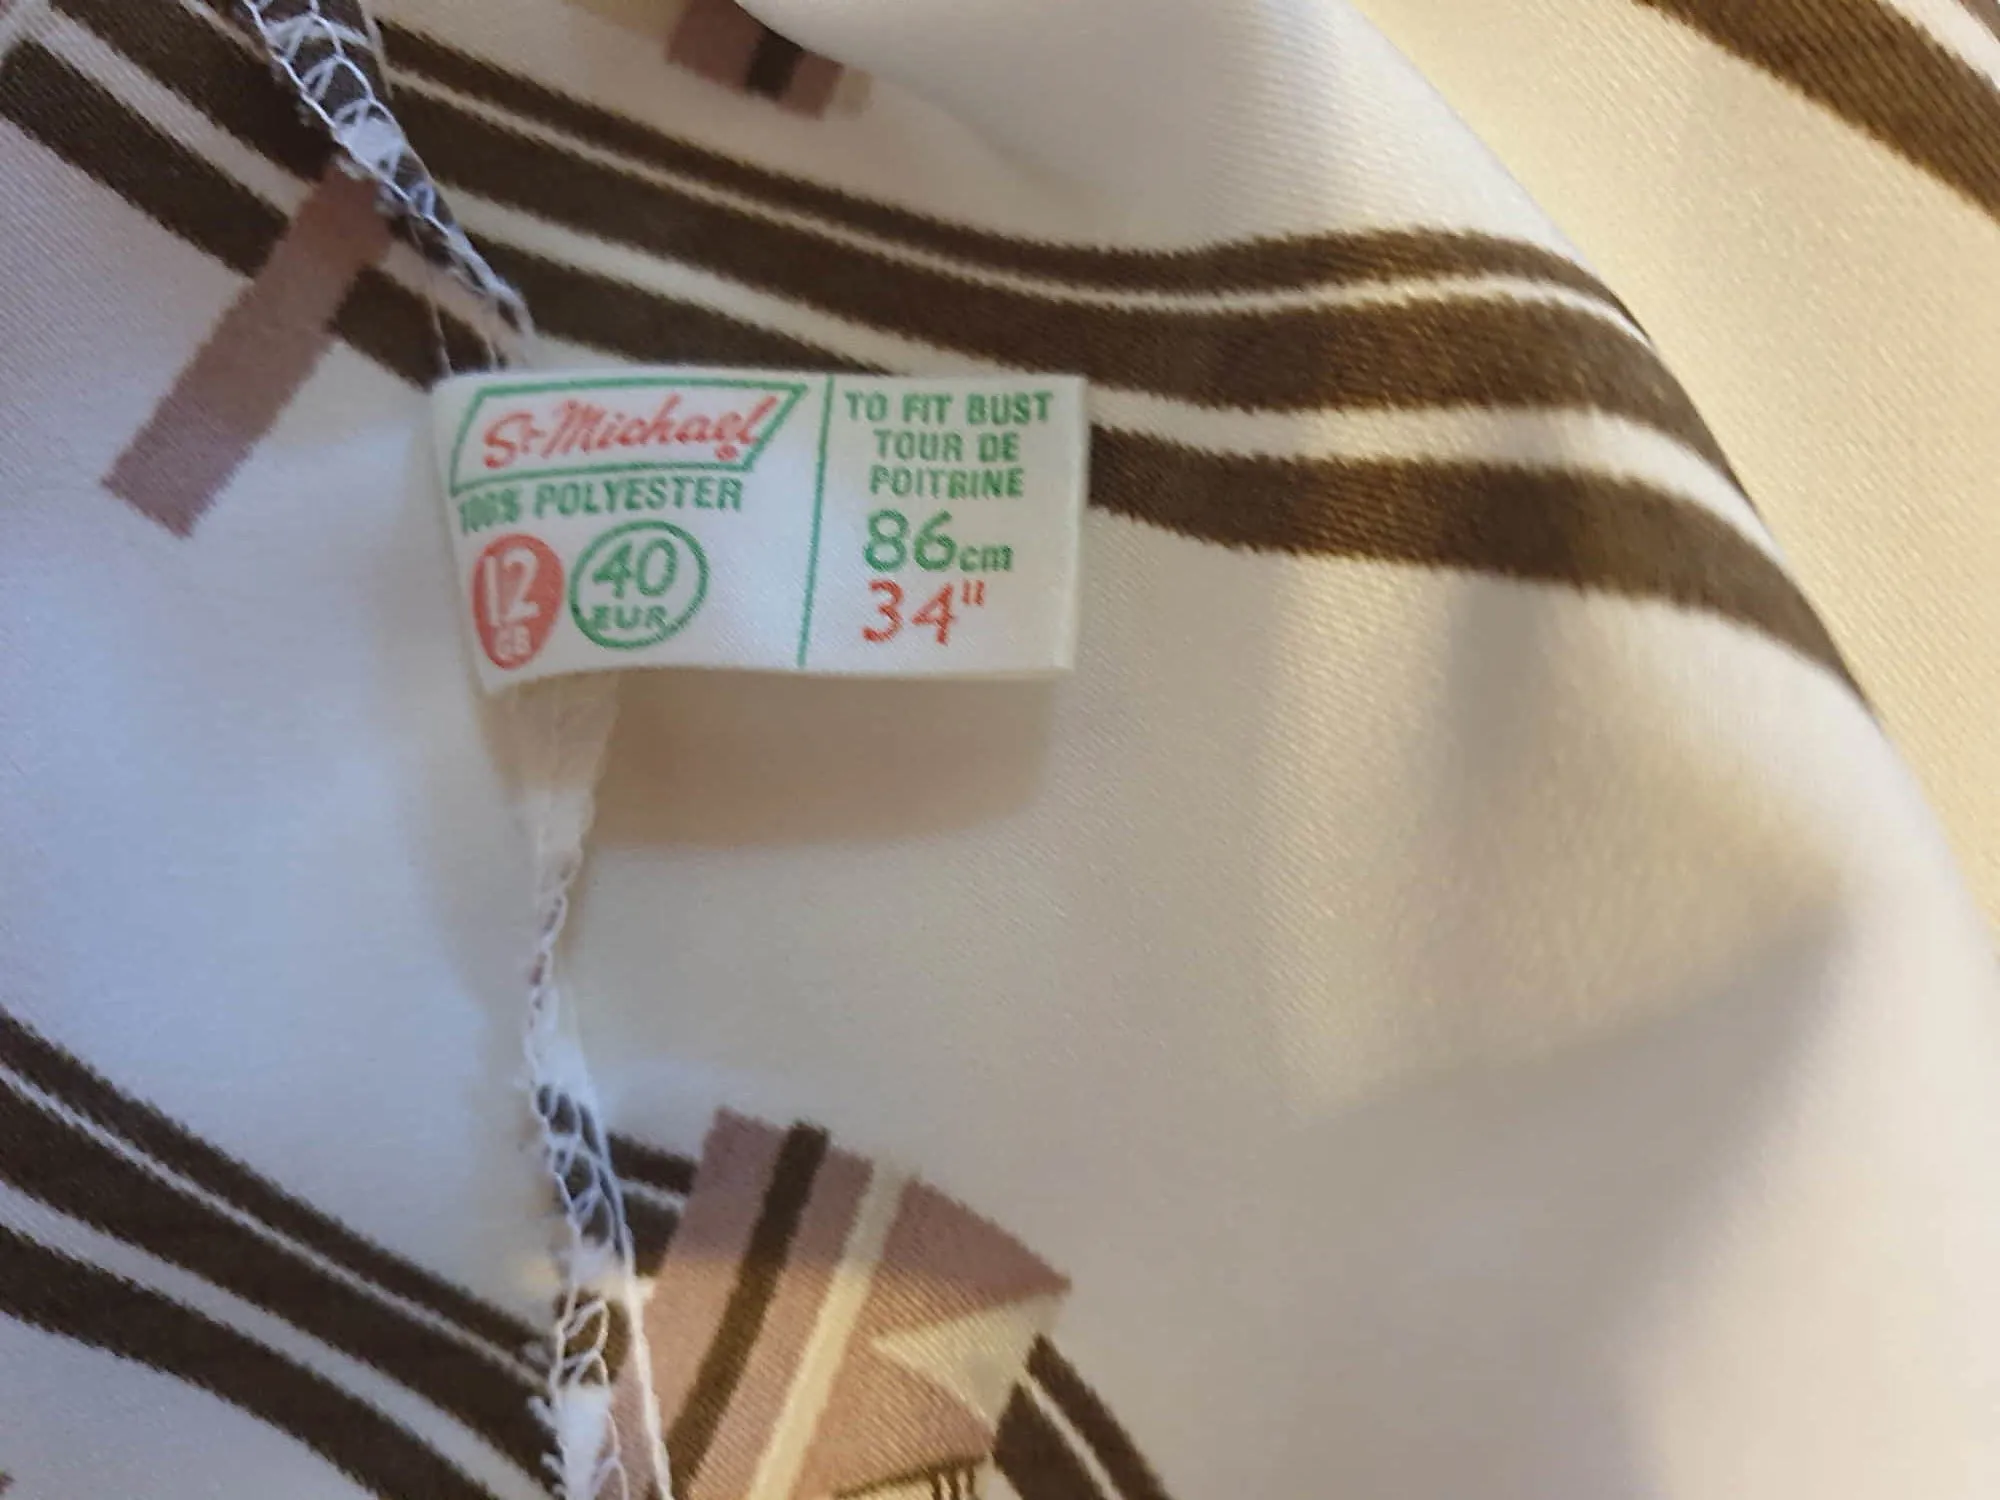 St Michael®
100% POLYESTER
12 GB
40 EUR
TO FIT BUST
TOUR DE
POITRINE
86cm
34"